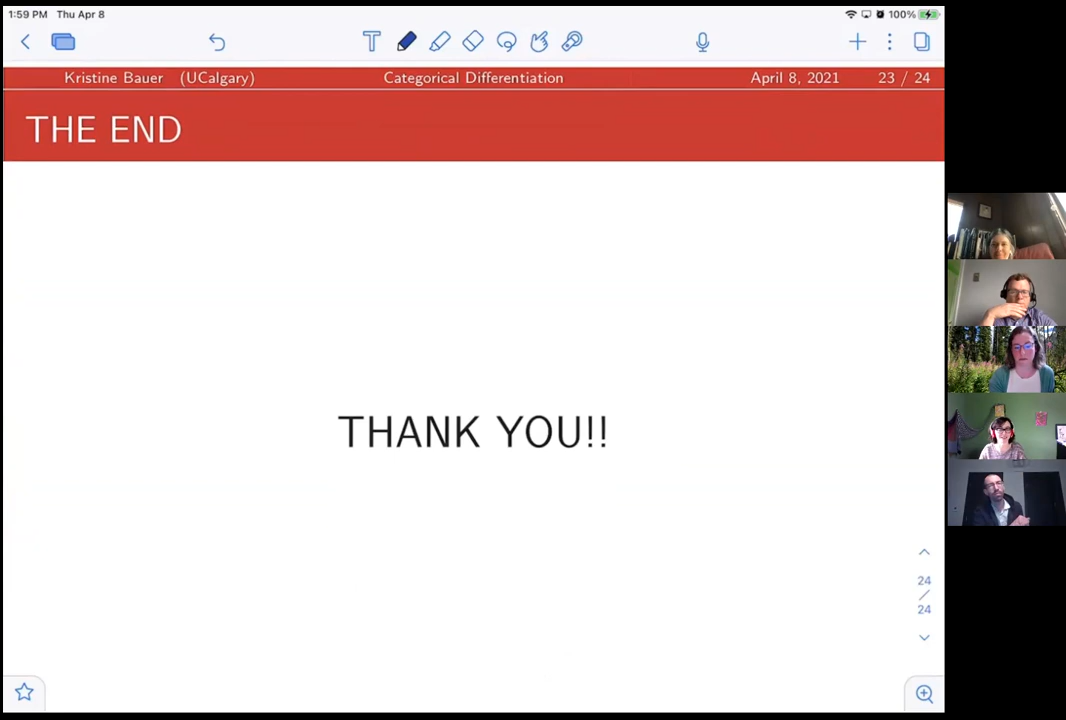 1:59 PM Thu Apr 8
100%
T
Kristine Bauer (UCalgary) Categorical Differentiation April 8, 2021 23 / 24
THE END
THANK YOU!!
24
/
24